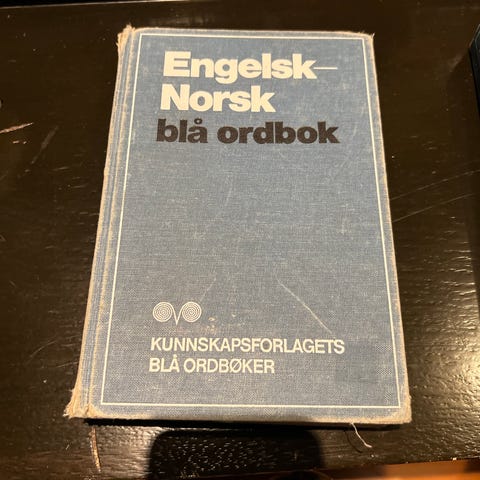 Engelsk–
Norsk
blå ordbok
KUNNSKAPSFORLAGETS
BLÅ ORDBØKER